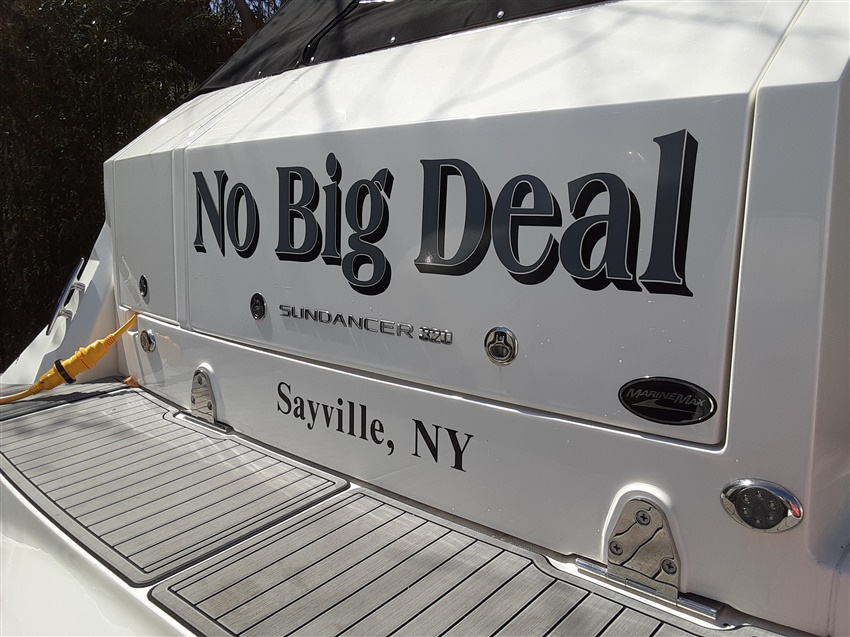 No Big Deal
SUNDANCER 320
MARINEMAX
Sayville, NY